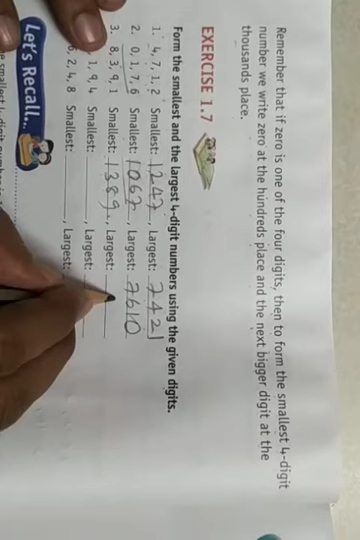 Remember that if zero is one of the four digits, then to form the smallest 4-digit
number we write zero at the hundreds place and the next bigger digit at the
thousands place.
EXERCISE 1.7
Form the smallest and the largest 4-digit numbers using the given digits.
1. 4, 7, 1, 2 Smallest: 1247, Largest: 7421
2. 0, 1, 7, 6 Smallest: 1067, Largest: 7610
3. 8, 3, 9, 1 Smallest: 1389, Largest:
1, 9, 4 Smallest: , Largest:
6, 2, 4, 8 Smallest: , Largest:
Let's Recall...